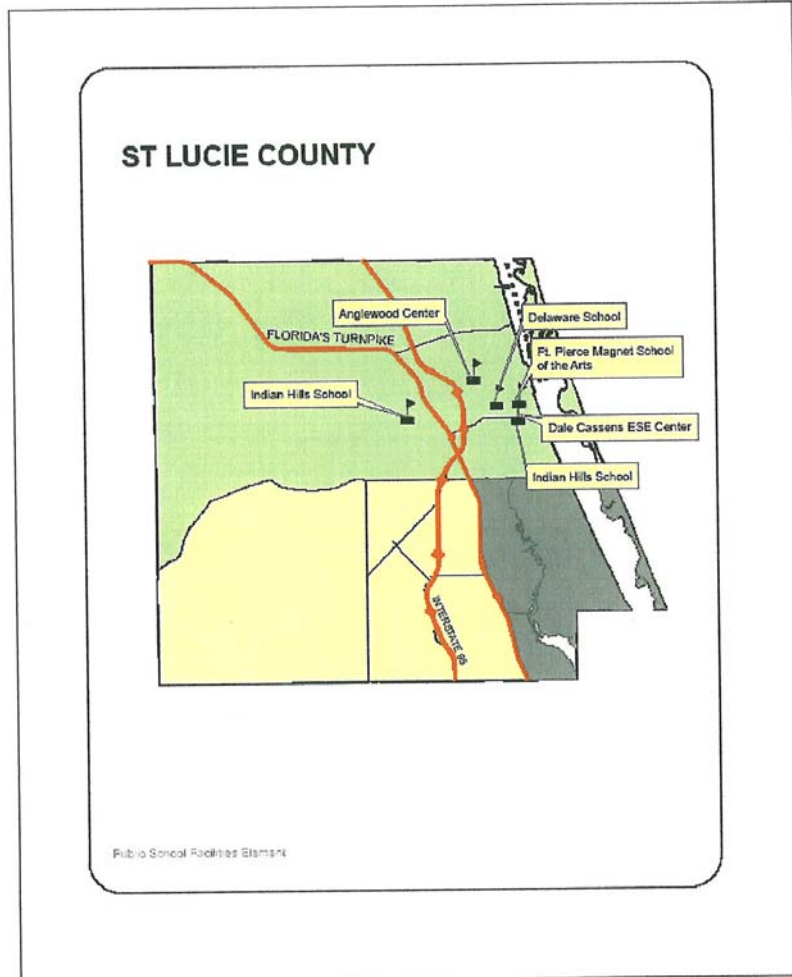 ST LUCIE COUNTY
Anglewood Center
Delaware School
FLORIDA'S TURNPIKE
Ft. Pierce Magnet School
of the Arts
Indian Hills School
Dale Cassens ESE Center
Indian Hills School
INTERSTATE 95
Public School Facilities Element